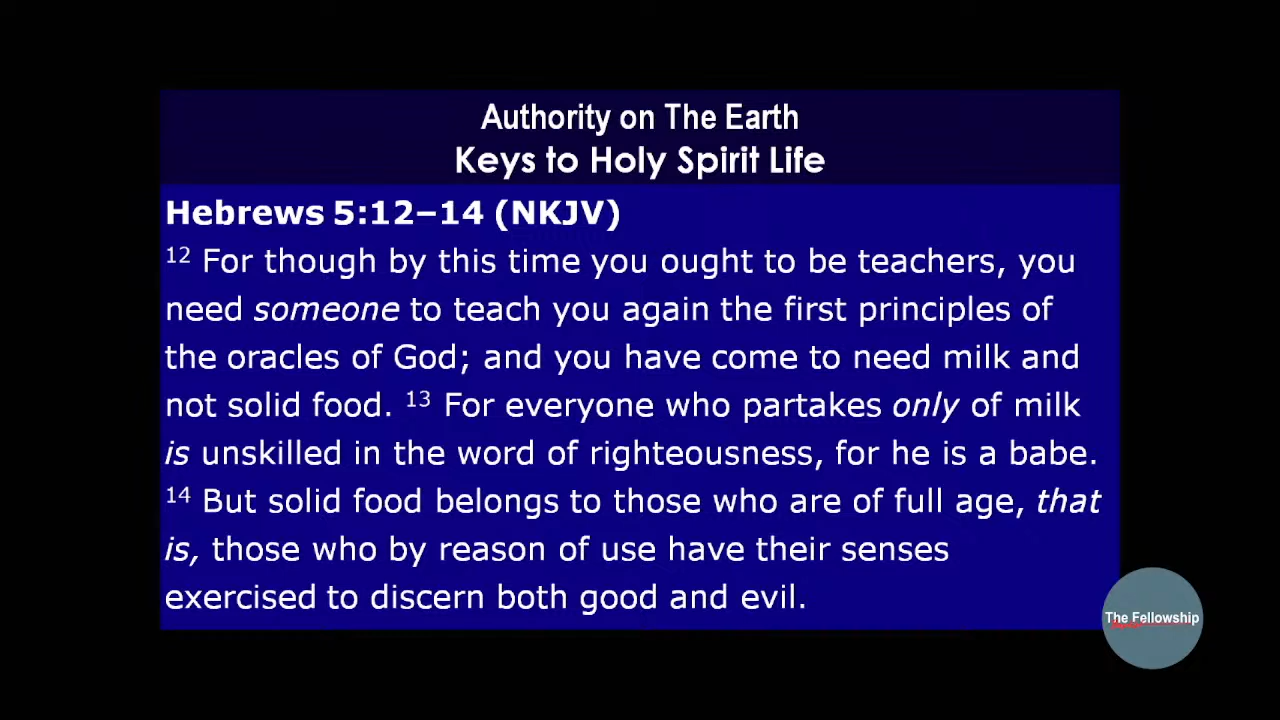 Authority on The Earth
Keys to Holy Spirit Life
Hebrews 5:12–14 (NKJV)
12 For though by this time you ought to be teachers, you
need someone to teach you again the first principles of
the oracles of God; and you have come to need milk and
not solid food. 13 For everyone who partakes only of milk
is unskilled in the word of righteousness, for he is a babe.
14 But solid food belongs to those who are of full age, that
is, those who by reason of use have their senses
exercised to discern both good and evil.
The Fellowship